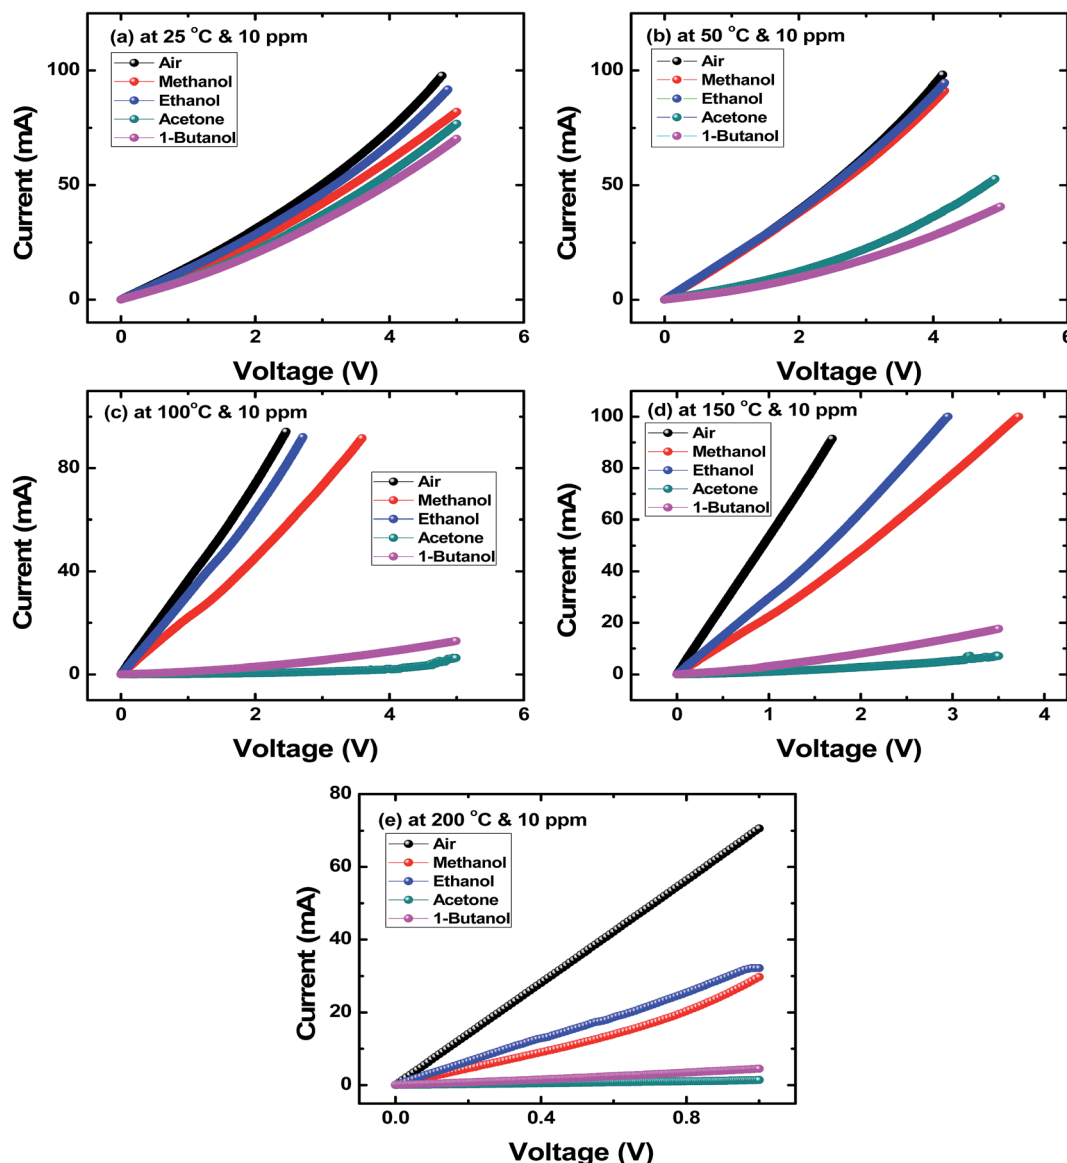 (a) at 25 °C & 10 ppm
Air
Methanol
Ethanol
Acetone
1-Butanol
100
50
0
0
2
4
6
Current (mA)
Voltage (V)
(b) at 50 °C & 10 ppm
Air
Methanol
Ethanol
Acetone
1-Butanol
100
50
0
0
2
4
6
Current (mA)
Voltage (V)
(c) at 100°C & 10 ppm
Air
Methanol
Ethanol
Acetone
1-Butanol
80
40
0
0
2
4
6
Current (mA)
Voltage (V)
(d) at 150 °C & 10 ppm
Air
Methanol
Ethanol
Acetone
1-Butanol
100
80
60
40
20
0
0
1
2
3
4
Current (mA)
Voltage (V)
(e) at 200 °C & 10 ppm
Air
Methanol
Ethanol
Acetone
1-Butanol
80
60
40
20
0
0.0
0.4
0.8
Current (mA)
Voltage (V)